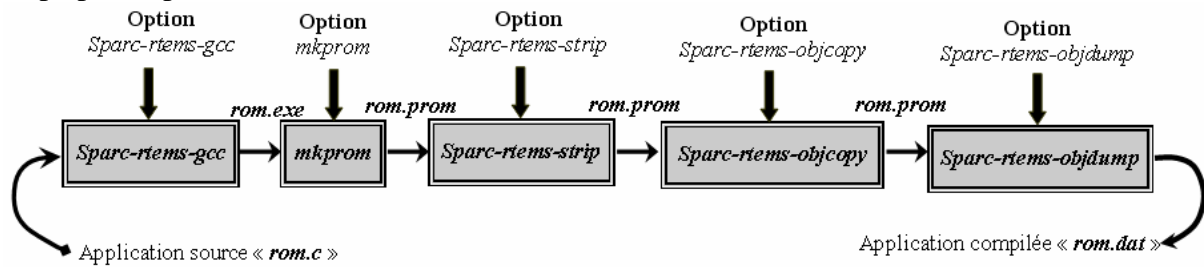 Option Option Option Option Option
Sparc-rtems-gcc mkprom Sparc-rtems-strip Sparc-rtems-objcopy Sparc-rtems-objdump
rom.exe rom.prom rom.prom rom.prom
Sparc-rtems-gcc mkprom Sparc-rtems-strip Sparc-rtems-objcopy Sparc-rtems-objdump
Application source « rom.c » Application compilée « rom.dat »